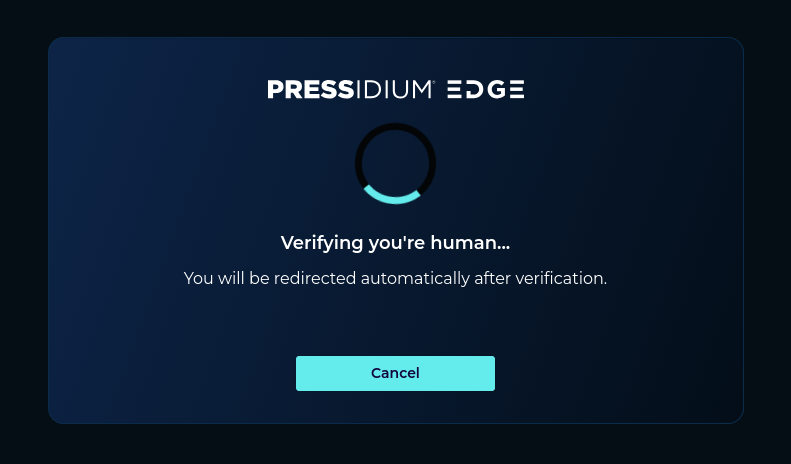 PRESSIDIUM® EDGE
Verifying you're human...
You will be redirected automatically after verification.
Cancel